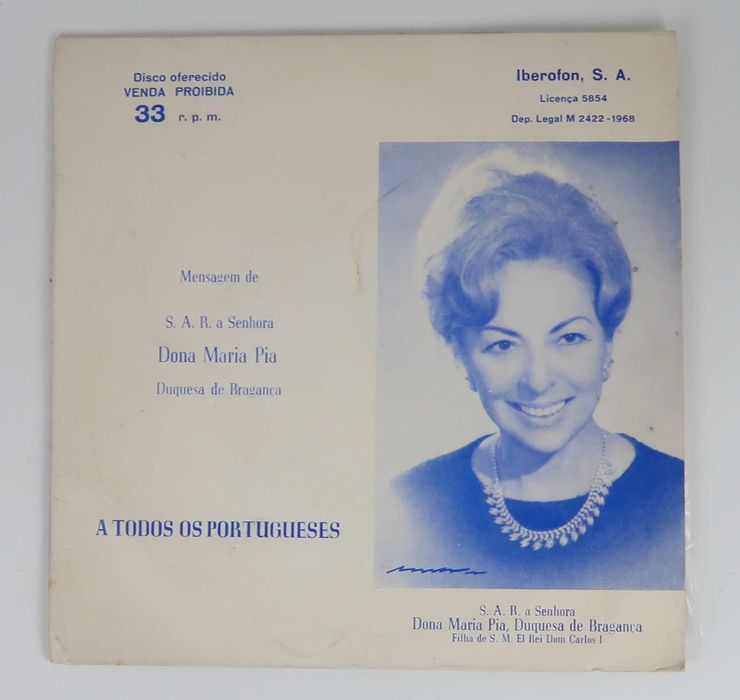 Disco oferecido
VENDA PROIBIDA
33 r. p. m.
Iberofon, S. A.
Licença 5854
Dep. Legal M 2422-1968
Mensagem de
S. A. R. a Senhora
Dona Maria Pia
Duquesa de Bragança
A TODOS OS PORTUGUESES
S. A. R. a Senhora
Dona Maria Pia, Duquesa de Bragança
Filha de S. M. El Rei Dom Carlos I